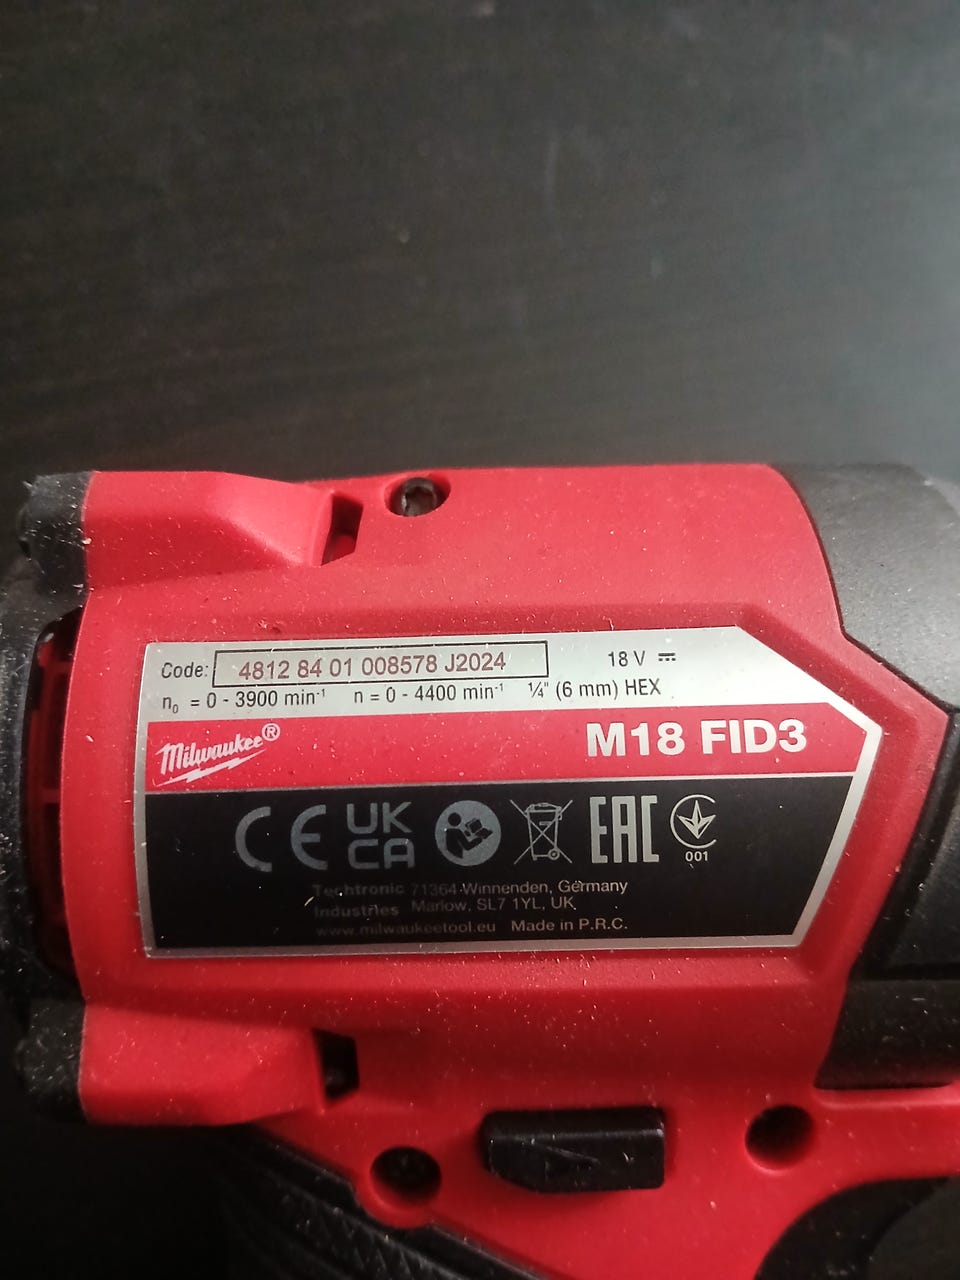 Code: 4812 84 01 008578 J2024 18 V ⎓
n₀ = 0 - 3900 min⁻¹ n = 0 - 4400 min⁻¹ ¼" (6 mm) HEX
Milwaukee® M18 FID3
CE UK CA EAC 001
Techtronic 71364 Winnenden, Germany
Industries Marlow, SL7 1YL, UK
www.milwaukeetool.eu Made in P.R.C.